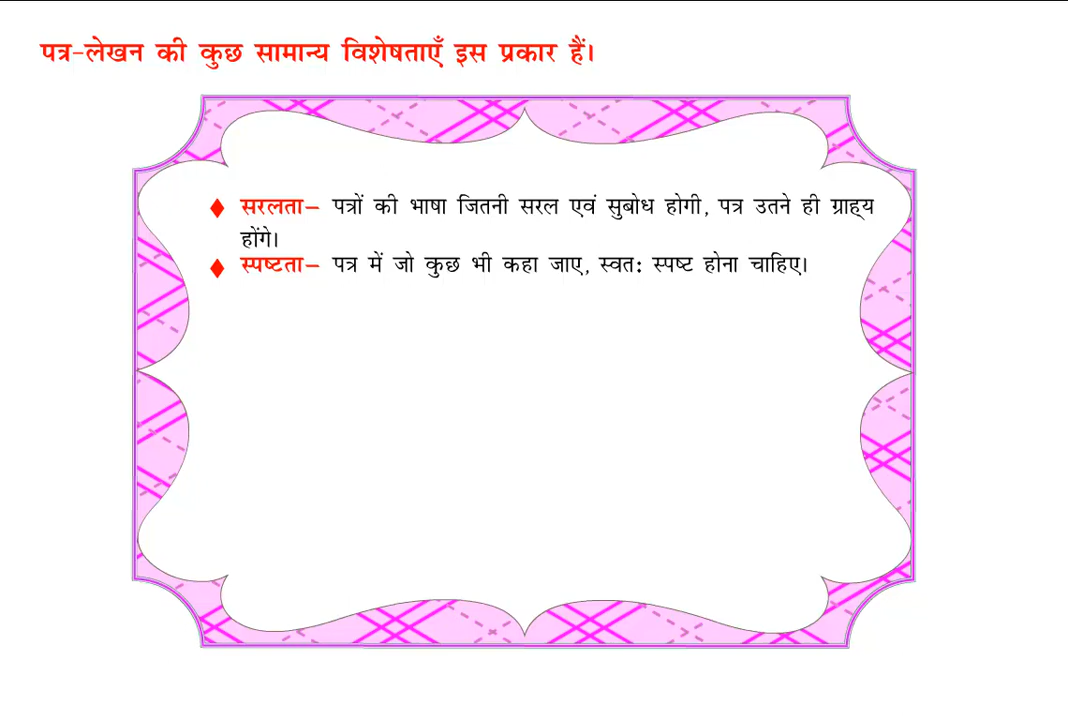 पत्र-लेखन की कुछ सामान्य विशेषताएँ इस प्रकार हैं।
सरलता– पत्रों की भाषा जितनी सरल एवं सुबोध होगी, पत्र उतने ही ग्राह्य
होंगे।
स्पष्टता– पत्र में जो कुछ भी कहा जाए, स्वतः स्पष्ट होना चाहिए।